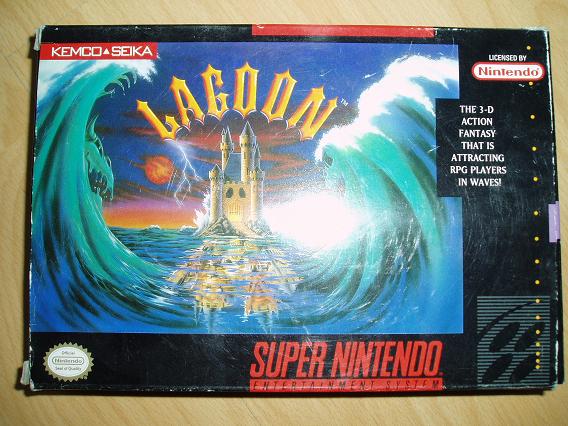 KEMCO▲SEIKA
LAGOON™
LICENSED BY
Nintendo
THE 3-D
ACTION
FANTASY
THAT IS
ATTRACTING
RPG PLAYERS
IN WAVES!
Official
Nintendo
Seal of Quality
SUPER NINTENDO
ENTERTAINMENT SYSTEM